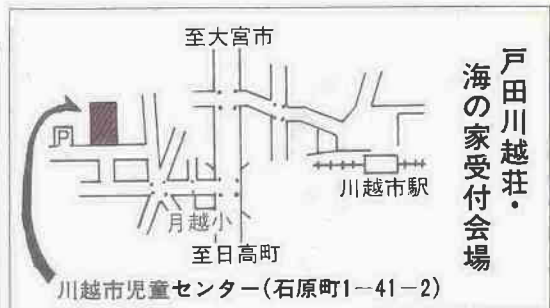 戸田川越荘・
海の家受付会場
至大宮市
P
川越市駅
月越小
至日高町
川越市児童センター(石原町1-41-2)